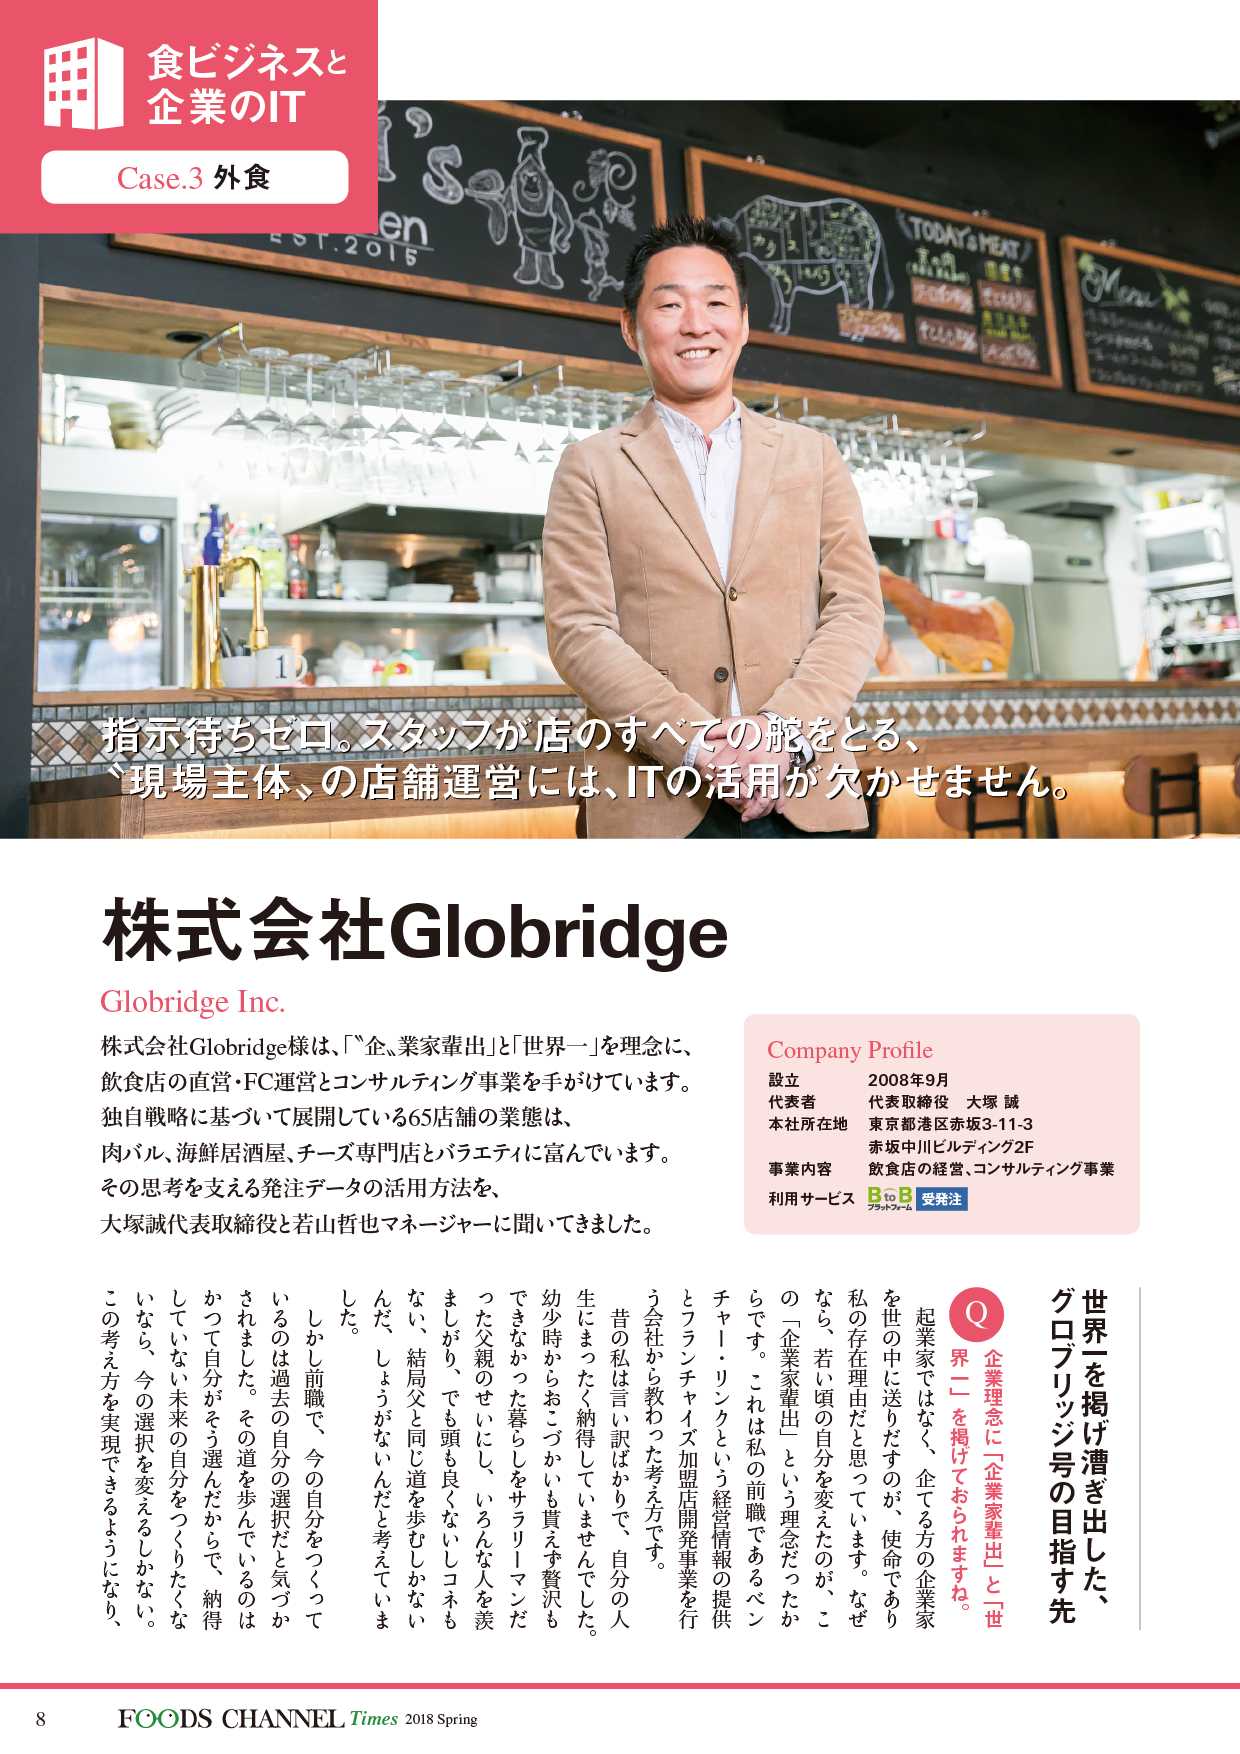 食ビジネスと
企業のIT
Case.3 外食
's
en
EST.2015
TODAY's MEAT
Menu
指示待ちゼロ。スタッフが店のすべての舵をとる、
〝現場主体〟の店舗運営には、ITの活用が欠かせません。
株式会社Globridge
Globridge Inc.
株式会社Globridge様は、「〝企〟業家輩出」と「世界一」を理念に、
飲食店の直営・FC運営とコンサルティング事業を手がけています。
独自戦略に基づいて展開している65店舗の業態は、
肉バル、海鮮居酒屋、チーズ専門店とバラエティに富んでいます。
その思考を支える発注データの活用方法を、
大塚誠代表取締役と若山哲也マネージャーに聞いてきました。
Company Profile
設立 2008年9月
代表者 代表取締役 大塚 誠
本社所在地 東京都港区赤坂3-11-3
赤坂中川ビルディング2F
事業内容 飲食店の経営、コンサルティング事業
利用サービス BtoB プラットフォーム 受発注
世界一を掲げ漕ぎ出した、
グロブリッジ号の目指す先
Q
企業理念に「企業家輩出」と「世
界一」を掲げておられますね。
起業家ではなく、企てる方の企業家
を世の中に送りだすのが、使命であり
私の存在理由だと思っています。なぜ
なら、若い頃の自分を変えたのが、こ
の「企業家輩出」という理念だったか
らです。これは私の前職であるベン
チャー・リンクという経営情報の提供
とフランチャイズ加盟店開発事業を行
う会社から教わった考え方です。
昔の私は言い訳ばかりで、自分の人
生にまったく納得していませんでした。
幼少時からおこづかいも貰えず贅沢も
できなかった暮らしをサラリーマンだ
った父親のせいにし、いろんな人を羨
ましがり、でも頭も良くないしコネも
ない、結局父と同じ道を歩むしかない
んだ、しょうがないんだと考えていま
した。
しかし前職で、今の自分をつくって
いるのは過去の自分の選択だと気づか
されました。その道を歩んでいるのは
かつて自分がそう選んだからで、納得
していない未来の自分をつくりたくな
いなら、今の選択を変えるしかない。
この考え方を実現できるようになり、
8
FOODS CHANNEL Times 2018 Spring